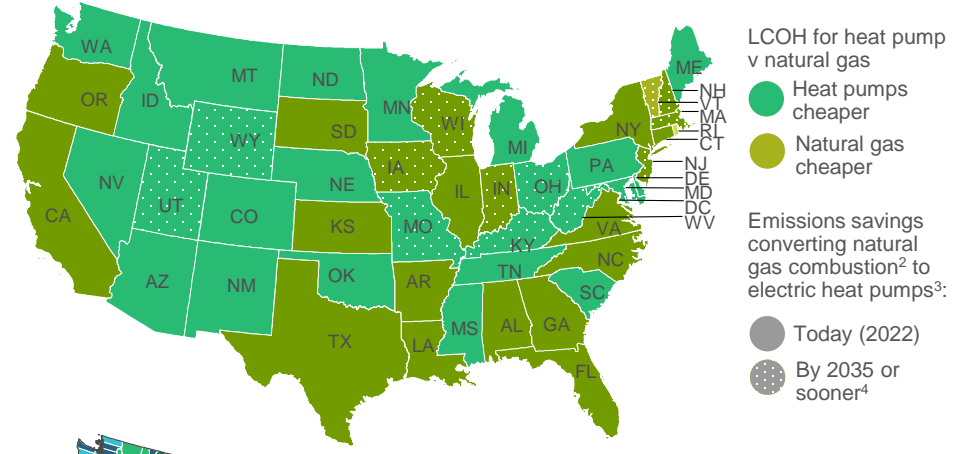 WA
MT
ND
MN
ME
OR
ID
WY
SD
WI
MI
NY
NH
VT
MA
RI
CT
NV
UT
CO
NE
IA
IL
IN
OH
PA
NJ
DE
MD
DC
WV
CA
KS
MO
KY
VA
AZ
NM
OK
AR
TN
NC
SC
TX
LA
MS
AL
GA
FL
LCOH for heat pump
v natural gas
Heat pumps
cheaper
Natural gas
cheaper
Emissions savings
converting natural
gas combustion² to
electric heat pumps³:
Today (2022)
By 2035 or
sooner⁴